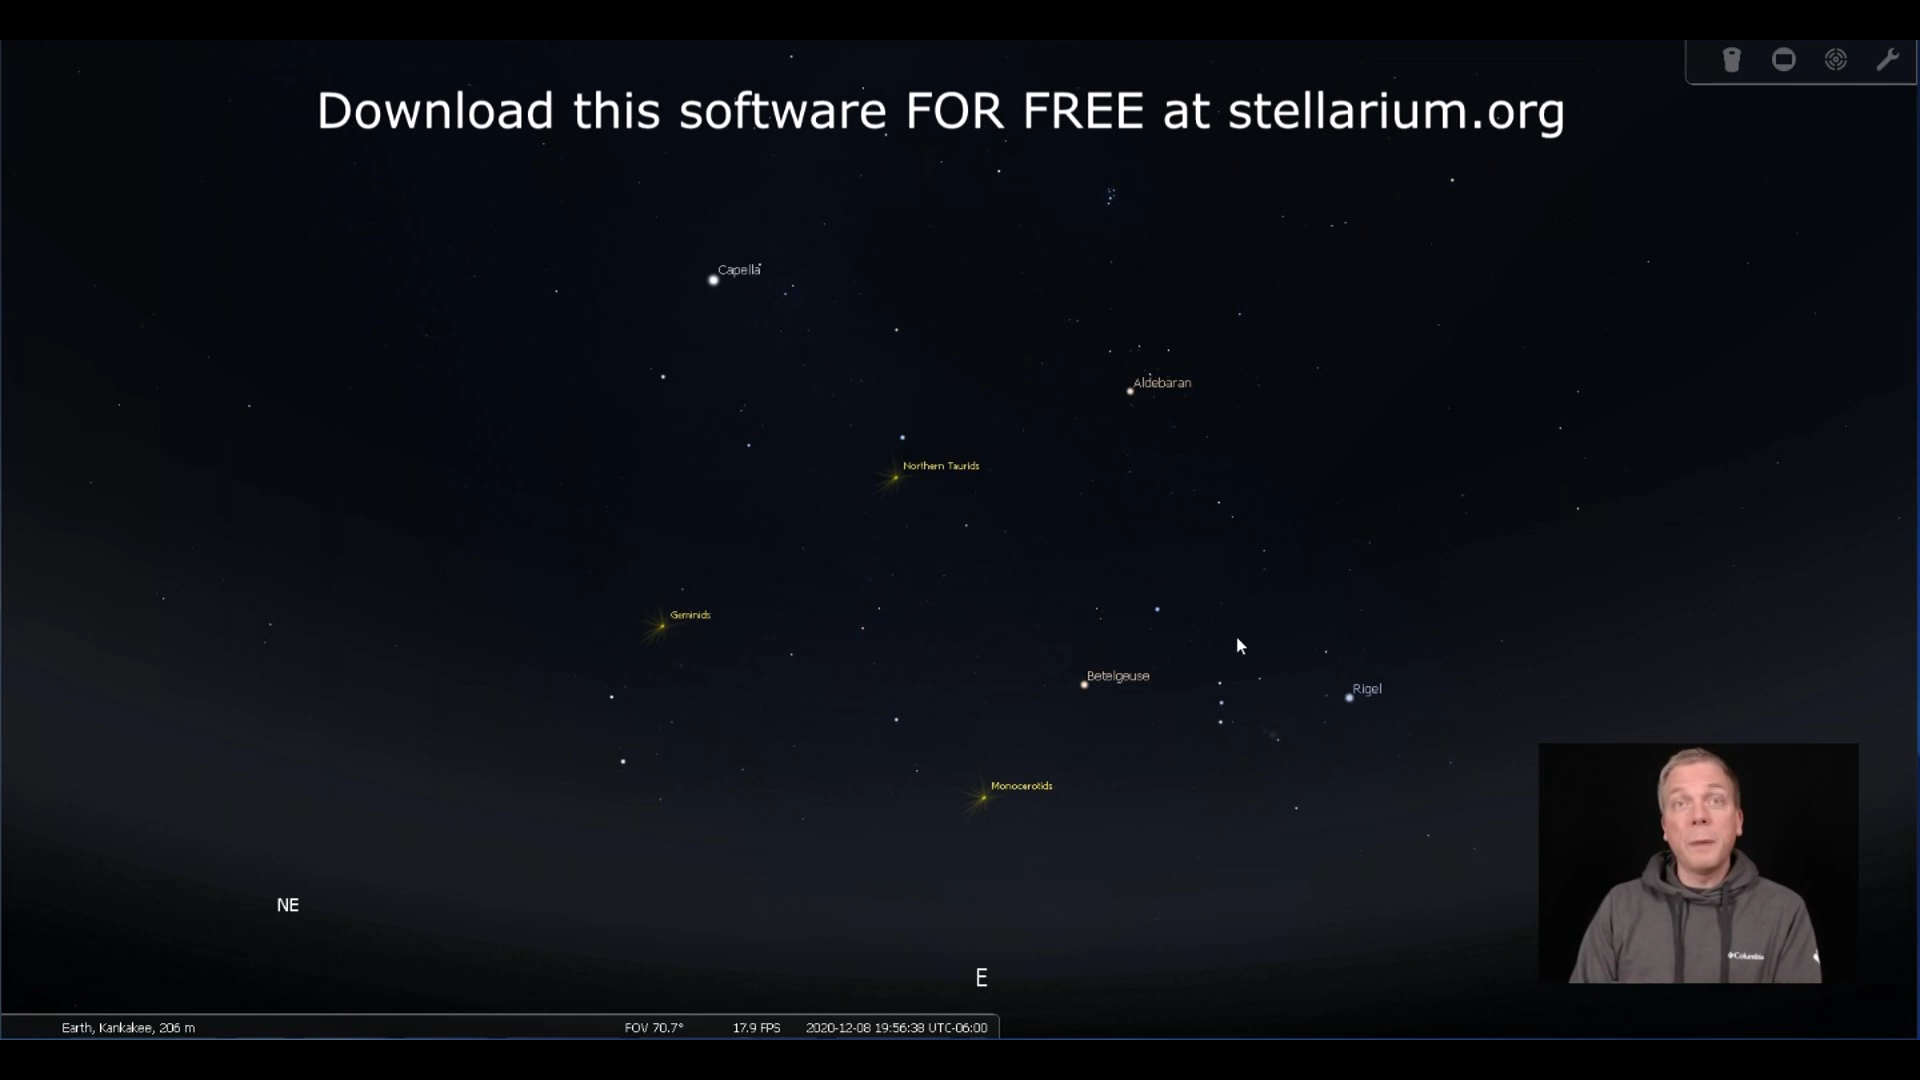 Download this software FOR FREE at stellarium.org
Capella
Aldebaran
Northern Taurids
Geminids
Betelgeuse
Rigel
Monocerotids
NE
Columbia
E
Earth, Kankakee, 206 m
FOV 70.7°
17.9 FPS
2020-12-08 19:56:38 UTC-06:00